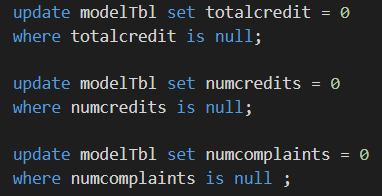 update modelTbl set totalcredit = 0
where totalcredit is null;
update modelTbl set numcredits = 0
where numcredits is null;
update modelTbl set numcomplaints = 0
where numcomplaints is null ;